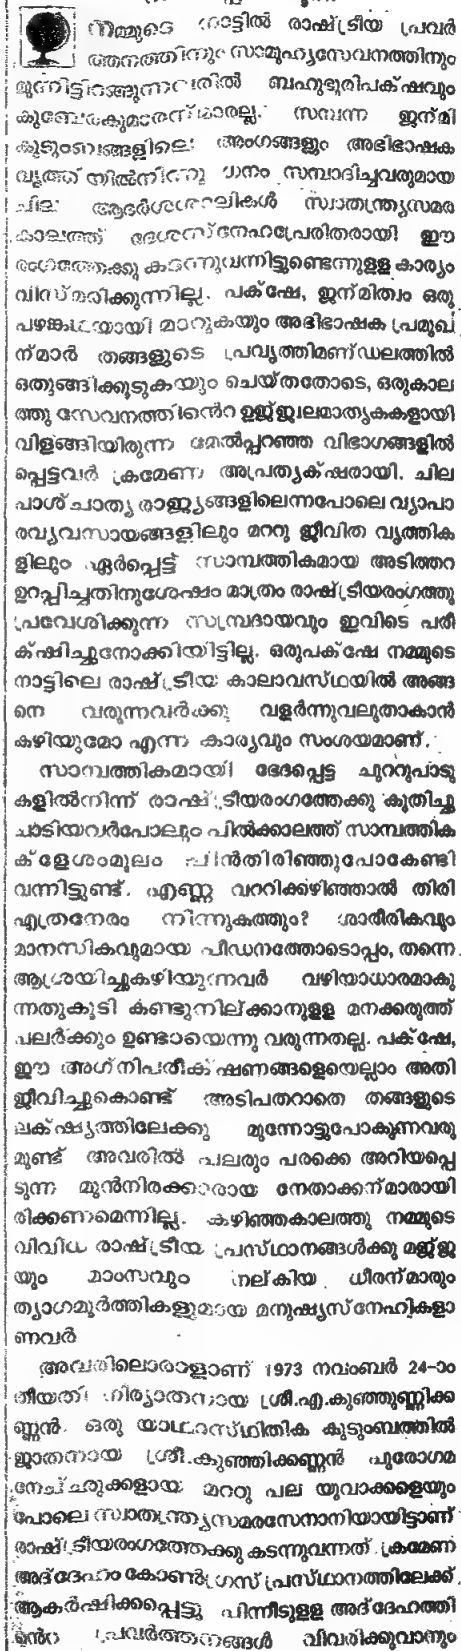 നമ്മുടെ നാട്ടിൽ രാഷ്ട്രീയ പ്രവർ
ത്തനത്തിനും സാമൂഹ്യസേവനത്തിനും
മുന്നിട്ടിറങ്ങുന്നവരിൽ ബഹുഭൂരിപക്ഷവും
കുബേരകുമാരന്മാരല്ല. സമ്പന്ന ജന്മി
കുടുംബങ്ങളിലെ അംഗങ്ങളും അഭിഭാഷക
വൃത്തിയിൽനിന്നു ധനം സമ്പാദിച്ചവരുമായ
ചില ആദർശശാലികൾ സ്വാതന്ത്ര്യസമര
കാലത്ത് ദേശസ്നേഹപ്രേരിതരായി ഈ
രംഗത്തേക്കു കടന്നുവന്നിട്ടുണ്ടെന്നുള്ള കാര്യം
വിസ്മരിക്കുന്നില്ല. പക്ഷേ, ജന്മിത്വം ഒരു
പഴങ്കഥയായി മാറുകയും അഭിഭാഷക പ്രമുഖ
ന്മാർ തങ്ങളുടെ പ്രവൃത്തിമണ്ഡലത്തിൽ
ഒതുങ്ങിക്കൂടുകയും ചെയ്തതോടെ, ഒരുകാല
ത്തു സേവനത്തിന്റെ ഉജ്ജ്വലമാതൃകകളായി
വിളങ്ങിയിരുന്ന മേൽപ്പറഞ്ഞ വിഭാഗങ്ങളിൽ
പ്പെട്ടവർ ക്രമേണ അപ്രത്യക്ഷരായി. ചില
പാശ്ചാത്യ രാജ്യങ്ങളിലെന്നപോലെ വ്യാപാ
രവ്യവസായങ്ങളിലും മററു ജീവിത വൃത്തിക
ളിലും ഏർപ്പെട്ട് സാമ്പത്തികമായ അടിത്തറ
ഉറപ്പിച്ചതിനുശേഷം മാത്രം രാഷ്ട്രീയരംഗത്തു
പ്രവേശിക്കുന്ന സമ്പ്രദായവും ഇവിടെ പരീ
ക്ഷിച്ചുനോക്കിയിട്ടില്ല. ഒരുപക്ഷേ നമ്മുടെ
നാട്ടിലെ രാഷ്ട്രീയ കാലാവസ്ഥയിൽ അങ്ങ
നെ വരുന്നവർക്കു വളർന്നുവലുതാകാൻ
കഴിയുമോ എന്ന കാര്യവും സംശയമാണ്.
സാമ്പത്തികമായി ഭേദപ്പെട്ട ചുററുപാടു
കളിൽനിന്ന് രാഷ്ട്രീയരംഗത്തേക്കു കുതിച്ചു
ചാടിയവർപോലും പിൽക്കാലത്ത് സാമ്പത്തിക
ക്ളേശംമൂലം പിൻതിരിഞ്ഞുപോകേണ്ടി
വന്നിട്ടുണ്ട്. എണ്ണ വററിക്കഴിഞ്ഞാൽ തിരി
എത്രനേരം നിന്നുകത്തും? ശാരീരികവും
മാനസികവുമായ പീഡനത്തോടൊപ്പം, തന്നെ
ആശ്രയിച്ചുകഴിയുന്നവർ വഴിയാധാരമാകു
ന്നതുകൂടി കണ്ടുനില്ക്കാനുള്ള മനക്കരുത്ത്
പലർക്കും ഉണ്ടായെന്നു വരുന്നതല്ല. പക്ഷേ,
ഈ അഗ്നിപരീക്ഷണങ്ങളെയെല്ലാം അതി
ജീവിച്ചുകൊണ്ട് അടിപതറാതെ തങ്ങളുടെ
ലക്ഷ്യത്തിലേക്കു മുന്നോട്ടുപോകുന്നവരു
മുണ്ട് അവരിൽ പലരും പരക്കെ അറിയപ്പെ
ടുന്ന മുൻനിരക്കാരായ നേതാക്കന്മാരായി
രിക്കണമെന്നില്ല. കഴിഞ്ഞകാലത്തു നമ്മുടെ
വിവിധ രാഷ്ട്രീയ പ്രസ്ഥാനങ്ങൾക്കു മജ്ജ
യും മാംസവും നല്കിയ ധീരന്മാരും
ത്യാഗമൂർത്തികളുമായ മനുഷ്യസ്നേഹികളാ
ണവർ
അവരിലൊരാളാണ് 1973 നവംബർ 24-ാം
തീയതി നിര്യാതനായ ശ്രീ.എ.കുഞ്ഞുണ്ണിക്ക
ണ്ണൻ. ഒരു യാഥാസ്ഥിതിക കുടുംബത്തിൽ
ജാതനായ ശ്രീ.കുഞ്ഞിക്കണ്ണൻ പുരോഗമ
നേച്ഛുക്കളായ മററു പല യുവാക്കളെയും
പോലെ സ്വാതന്ത്ര്യസമരസേനാനിയായിട്ടാണ്
രാഷ്ട്രീയരംഗത്തേക്കു കടന്നുവന്നത്. ക്രമേണ
അദ്ദേഹം കോൺഗ്രസ് പ്രസ്ഥാനത്തിലേക്ക്
ആകർഷിക്കപ്പെട്ടു പിന്നീടുള്ള അദ്ദേഹത്തി
ന്റെ പ്രവർത്തനങ്ങൾ വിവരിക്കുവാനും